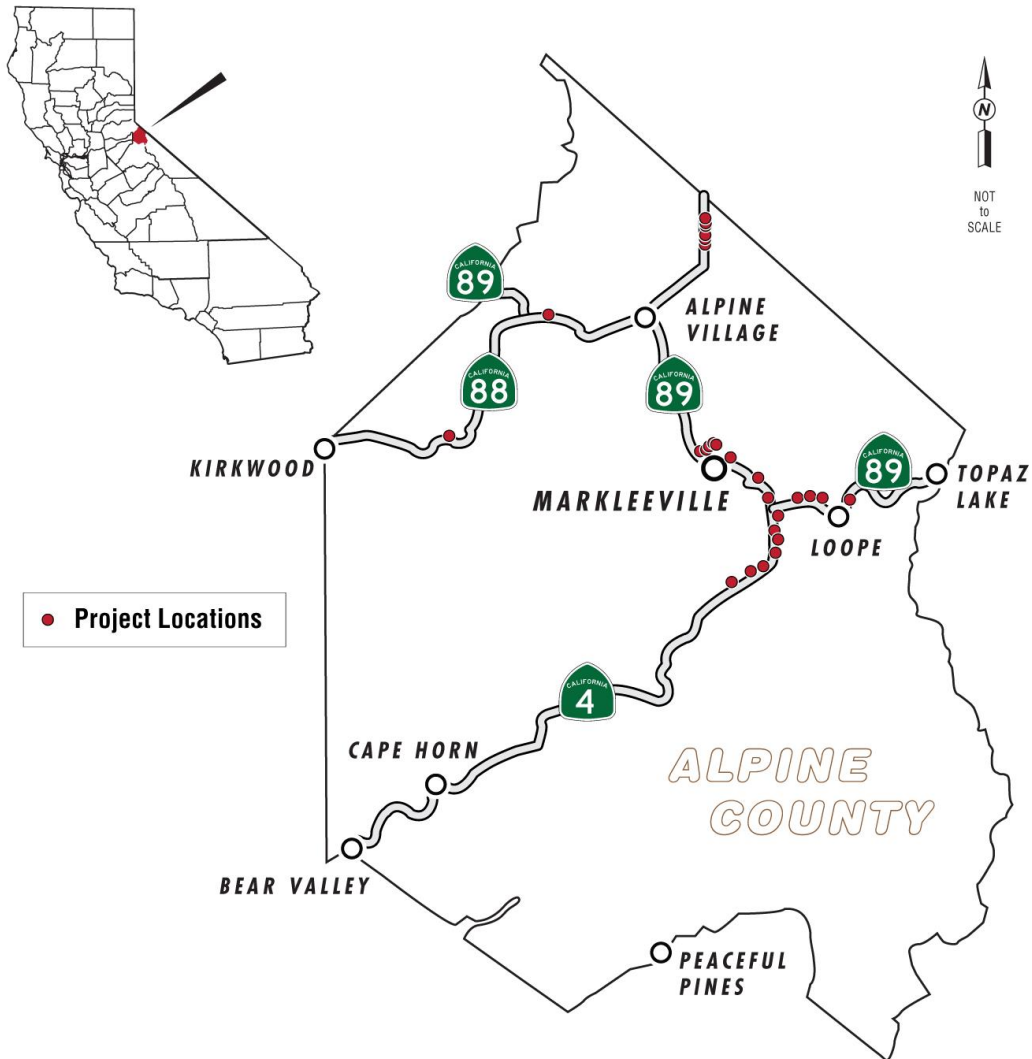 N
NOT
to
SCALE
CALIFORNIA
89
ALPINE
VILLAGE
CALIFORNIA
88
CALIFORNIA
89
KIRKWOOD
MARKLEEVILLE
CALIFORNIA
89
TOPAZ
LAKE
LOOPE
Project Locations
CALIFORNIA
4
CAPE HORN
ALPINE
COUNTY
BEAR VALLEY
PEACEFUL
PINES